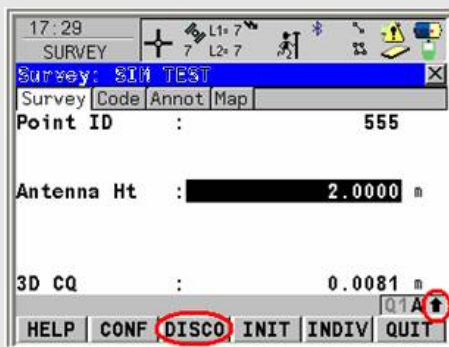 17:29
SURVEY
7
L1= 7
L2= 7
Survey: SIM TEST
Survey Code Annot Map
Point ID : 555
Antenna Ht : 2.0000 m
3D CQ : 0.0081 m
Q1 A
HELP CONF DISCO INIT INDIV QUIT